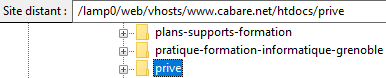 Site distant : /lamp0/web/vhosts/www.cabare.net/htdocs/prive
plans-supports-formation
pratique-formation-informatique-grenoble
prive